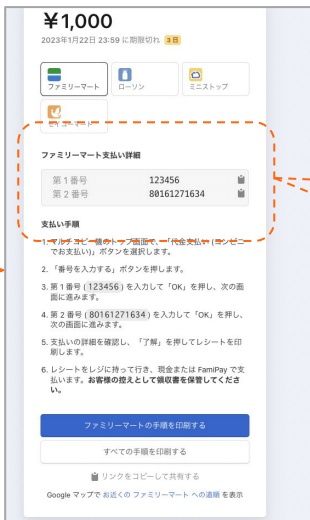 ¥1,000
2023年1月22日 23:59 に期限切れ 3日
ファミリーマート
ローソン
ミニストップ
セイコーマート
ファミリーマート支払い詳細
第1番号 123456
第2番号 80161271634
支払い手順
1. マルチコピー機のトップ画面で、「代金支払い (コンビニ
でお支払い)」ボタンを選択します。
2. 「番号を入力する」ボタンを押します。
3. 第1番号 (123456) を入力して「OK」を押し、次の画
面に進みます。
4. 第2番号 (80161271634) を入力して「OK」を押し、
次の画面に進みます。
5. 支払いの詳細を確認し、「了解」を押してレシートを印
刷します。
6. レシートをレジに持って行き、現金または FamiPay で支
払います。お客様の控えとして領収書を保管してくださ
い。
ファミリーマートの手順を印刷する
すべての手順を印刷する
リンクをコピーして共有する
Google マップで お近くの ファミリーマート への道順 を表示